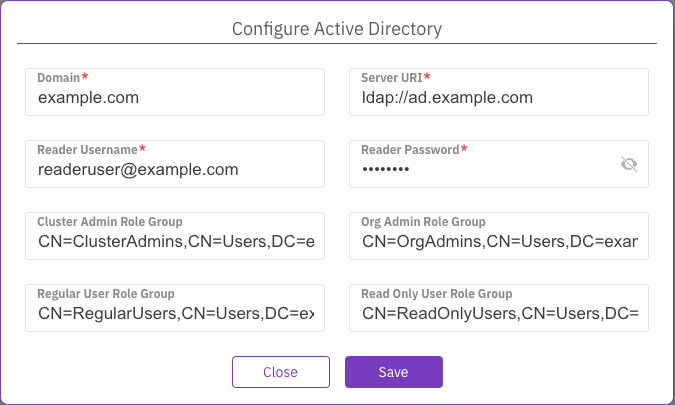 Configure Active Directory
Domain*
Server URI*
example.com
ldap://ad.example.com
Reader Username*
Reader Password*
readeruser@example.com
••••••••
Cluster Admin Role Group
Org Admin Role Group
CN=ClusterAdmins,CN=Users,DC=e
CN=OrgAdmins,CN=Users,DC=exar
Regular User Role Group
Read Only User Role Group
CN=RegularUsers,CN=Users,DC=ex
CN=ReadOnlyUsers,CN=Users,DC=
Close
Save